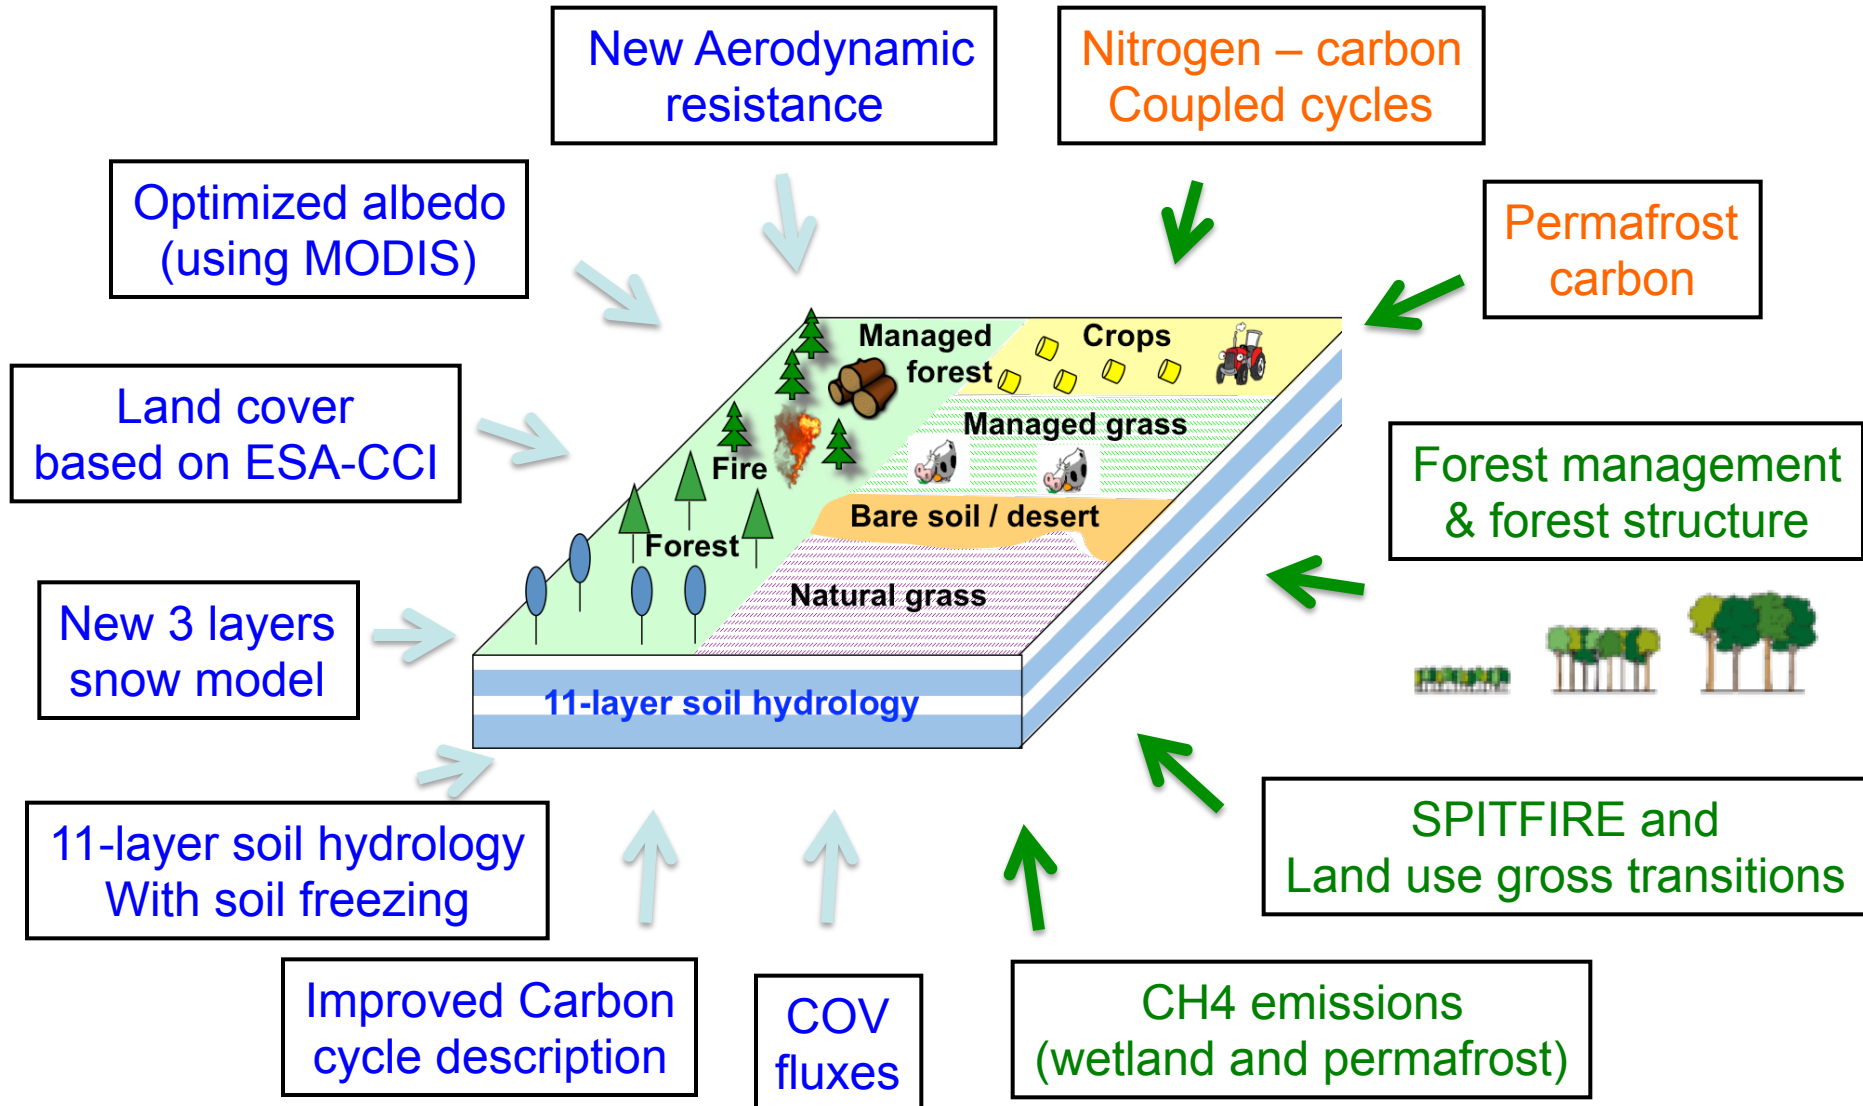 New Aerodynamic
resistance
Nitrogen – carbon
Coupled cycles
Optimized albedo
(using MODIS)
Permafrost
carbon
Land cover
based on ESA-CCI
Managed
forest
Crops
Managed grass
Fire
Bare soil / desert
Forest
Natural grass
11-layer soil hydrology
Forest management
& forest structure
New 3 layers
snow model
11-layer soil hydrology
With soil freezing
SPITFIRE and
Land use gross transitions
Improved Carbon
cycle description
COV
fluxes
CH4 emissions
(wetland and permafrost)